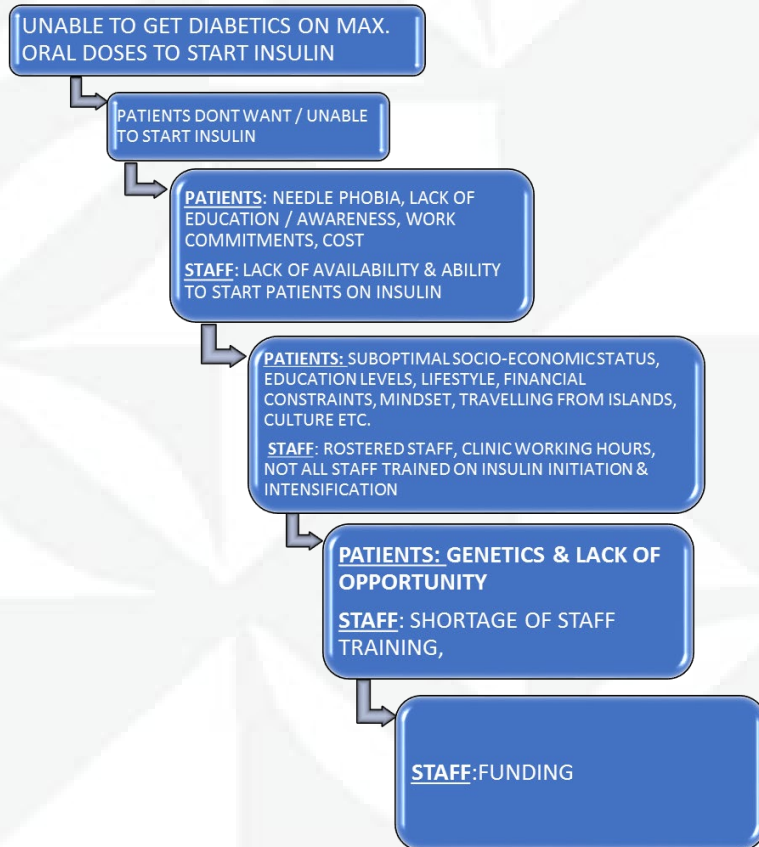 UNABLE TO GET DIABETICS ON MAX.
ORAL DOSES TO START INSULIN
PATIENTS DONT WANT / UNABLE
TO START INSULIN
PATIENTS: NEEDLE PHOBIA, LACK OF
EDUCATION / AWARENESS, WORK
COMMITMENTS, COST
STAFF: LACK OF AVAILABILITY & ABILITY
TO START PATIENTS ON INSULIN
PATIENTS: SUBOPTIMAL SOCIO-ECONOMIC STATUS,
EDUCATION LEVELS, LIFESTYLE, FINANCIAL
CONSTRAINTS, MINDSET, TRAVELLING FROM ISLANDS,
CULTURE ETC.
STAFF: ROSTERED STAFF, CLINIC WORKING HOURS,
NOT ALL STAFF TRAINED ON INSULIN INITIATION &
INTENSIFICATION
PATIENTS: GENETICS & LACK OF
OPPORTUNITY
STAFF: SHORTAGE OF STAFF
TRAINING,
STAFF:FUNDING